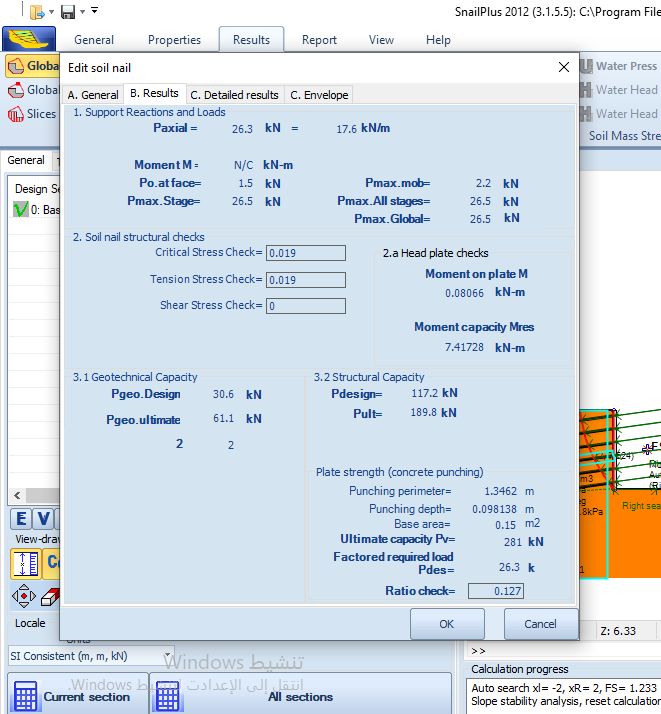 SnailPlus 2012 (3.1.5.5): C:\Program File
General Properties Results Report View Help
Globa
Globa
Slices
Water Press
Water Head
Water Head
Soil Mass Stre
General
Design Se
0: Bas
Edit soil nail
A. General B. Results C. Detailed results C. Envelope
1. Support Reactions and Loads
Paxial = 26.3 kN = 17.6 kN/m
Moment M = N/C kN-m
Po.at face= 1.5 kN Pmax.mob= 2.2 kN
Pmax.Stage= 26.5 kN Pmax.All stages= 26.5 kN
Pmax.Global= 26.5 kN
2. Soil nail structural checks
Critical Stress Check= 0.019
Tension Stress Check= 0.019
Shear Stress Check= 0
2.a Head plate checks
Moment on plate M
0.08066 kN-m
Moment capacity Mres
7.41728 kN-m
3.1 Geotechnical Capacity
Pgeo.Design 30.6 kN
Pgeo.ultimate 61.1 kN
2 2
3.2 Structural Capacity
Pdesign= 117.2 kN
Pult= 189.8 kN
Plate strength (concrete punching)
Punching perimeter= 1.3462 m
Punching depth= 0.098138 m
Base area= 0.15 m2
Ultimate capacity Pv= 281 kN
Factored required load
Pdes= 26.3 k
Ratio check= 0.127
OK Cancel
E V
View-draw
Locale
Units
SI Consistent (m, m, kN)
تنشيط Windows
انتقل إلى الإعدادات لتنشيط Windows.
Current section All sections
m3
.8kPa
Right sea
Z: 6.33
>>
Calculation progress
Auto search xl= -2, xR= 2, FS= 1.233
Slope stability analysis, reset calculation